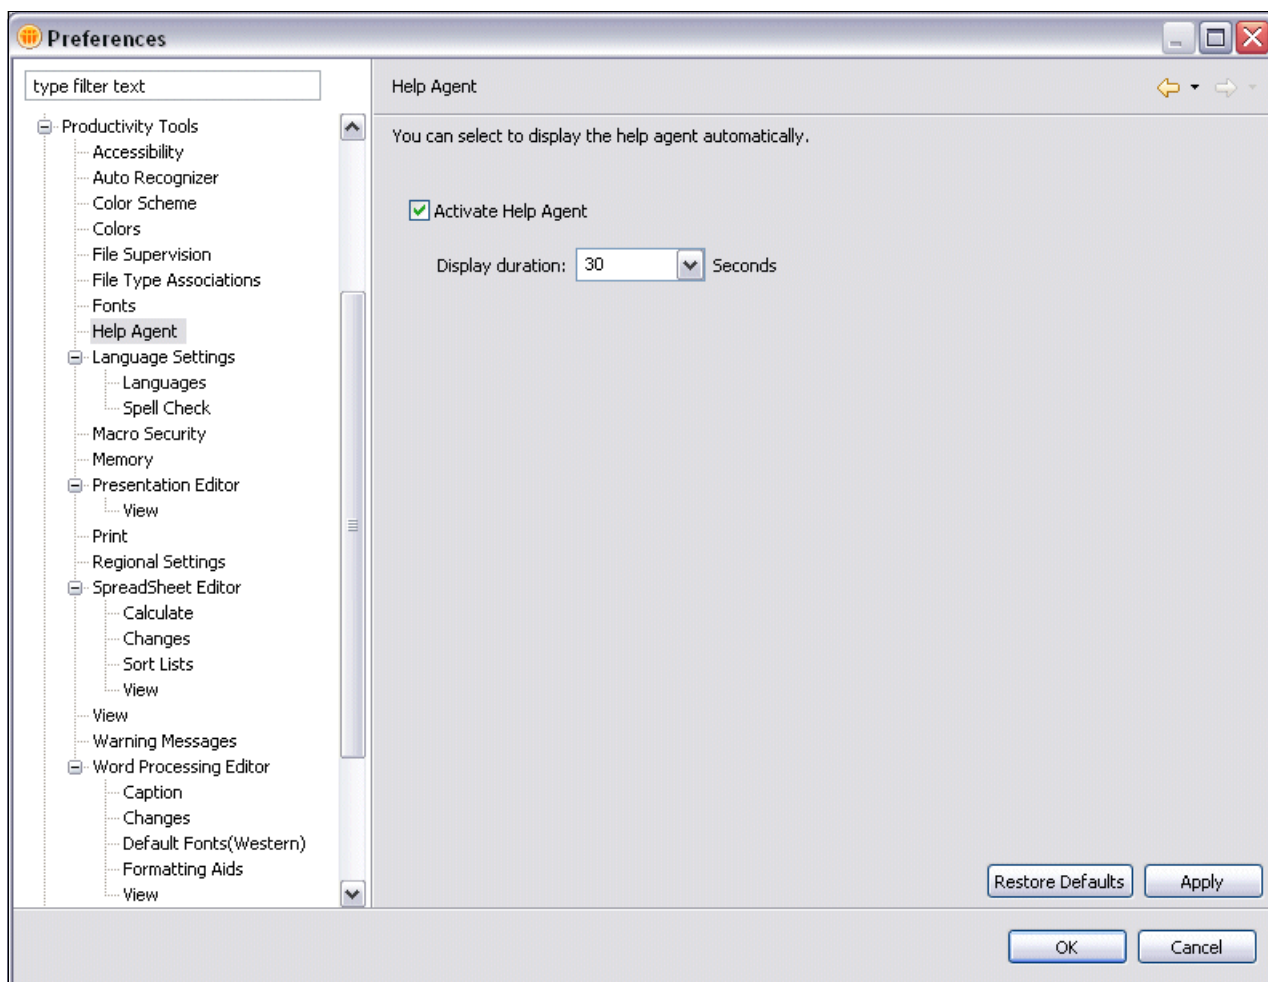 Preferences
type filter text
Productivity Tools
Accessibility
Auto Recognizer
Color Scheme
Colors
File Supervision
File Type Associations
Fonts
Help Agent
Language Settings
Languages
Spell Check
Macro Security
Memory
Presentation Editor
View
Print
Regional Settings
SpreadSheet Editor
Calculate
Changes
Sort Lists
View
View
Warning Messages
Word Processing Editor
Caption
Changes
Default Fonts(Western)
Formatting Aids
View
Help Agent
You can select to display the help agent automatically.
Activate Help Agent
Display duration: 30 Seconds
Restore Defaults Apply
OK Cancel